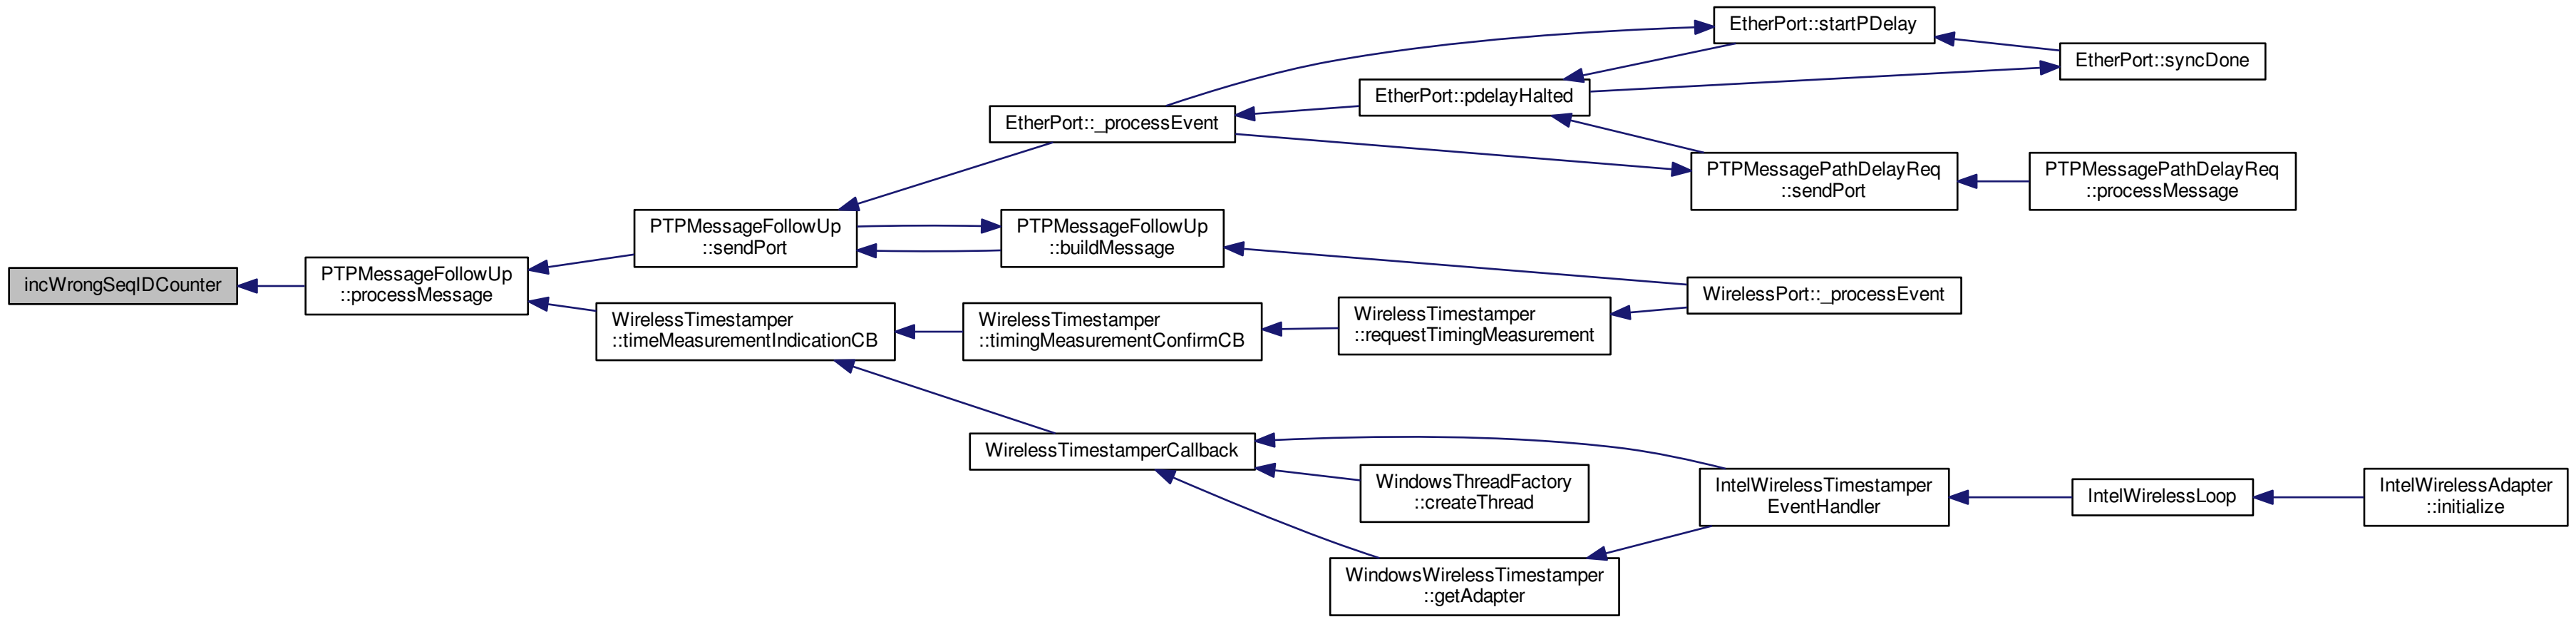 incWrongSeqIDCounter
PTPMessageFollowUp
::processMessage
PTPMessageFollowUp
::sendPort
WirelessTimestamper
::timeMeasurementIndicationCB
EtherPort::_processEvent
PTPMessageFollowUp
::buildMessage
WirelessTimestamper
::timingMeasurementConfirmCB
WirelessTimestamperCallback
EtherPort::pdelayHalted
WirelessTimestamper
::requestTimingMeasurement
WindowsThreadFactory
::createThread
WindowsWirelessTimestamper
::getAdapter
EtherPort::startPDelay
PTPMessagePathDelayReq
::sendPort
WirelessPort::_processEvent
IntelWirelessTimestamper
EventHandler
EtherPort::syncDone
PTPMessagePathDelayReq
::processMessage
IntelWirelessLoop
IntelWirelessAdapter
::initialize